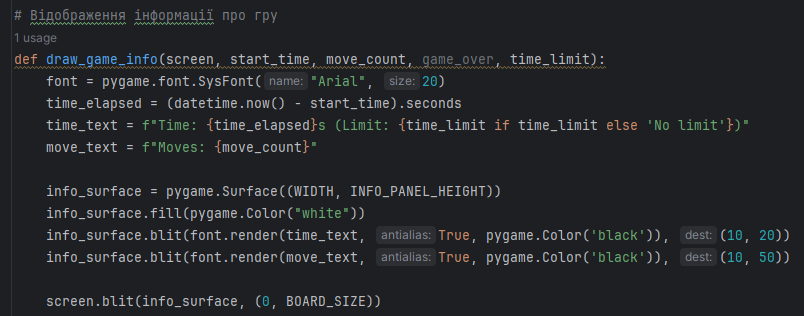 # Відображення інформації про гру
1 usage
def draw_game_info(screen, start_time, move_count, game_over, time_limit):
font = pygame.font.SysFont( name: "Arial", size: 20)
time_elapsed = (datetime.now() - start_time).seconds
time_text = f"Time: {time_elapsed}s (Limit: {time_limit if time_limit else 'No limit'})"
move_text = f"Moves: {move_count}"
info_surface = pygame.Surface((WIDTH, INFO_PANEL_HEIGHT))
info_surface.fill(pygame.Color("white"))
info_surface.blit(font.render(time_text, antialias: True, pygame.Color('black')), dest: (10, 20))
info_surface.blit(font.render(move_text, antialias: True, pygame.Color('black')), dest: (10, 50))
screen.blit(info_surface, (0, BOARD_SIZE))